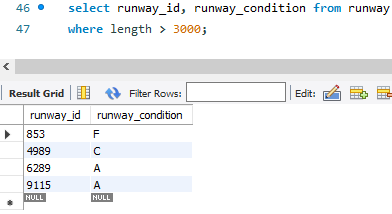 46 select runway_id, runway_condition from runway
47 where length > 3000;
Result Grid Filter Rows: Edit:
runway_id runway_condition
853 F
4989 C
6289 A
9115 A
NULL NULL